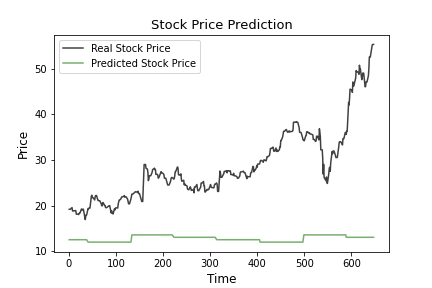 Stock Price Prediction
Real Stock Price
Predicted Stock Price
Price
50
40
30
20
10
0 100 200 300 400 500 600
Time